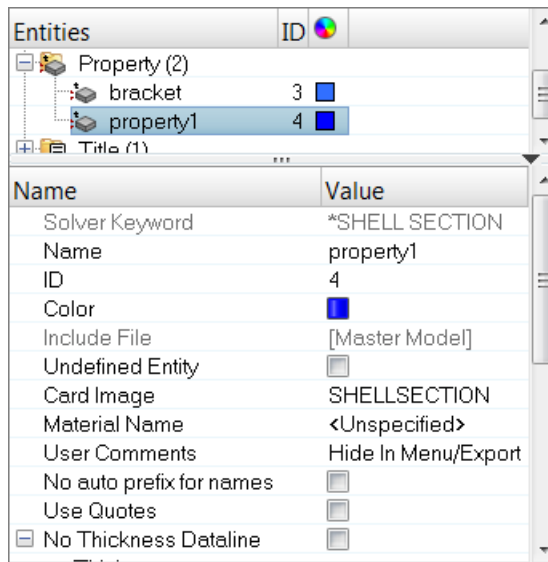 Entities ID
Property (2)
bracket 3
property1 4
Title (1)
Name Value
Solver Keyword *SHELL SECTION
Name property1
ID 4
Color
Include File [Master Model]
Undefined Entity
Card Image SHELLSECTION
Material Name <Unspecified>
User Comments Hide In Menu/Export
No auto prefix for names
Use Quotes
No Thickness Dataline